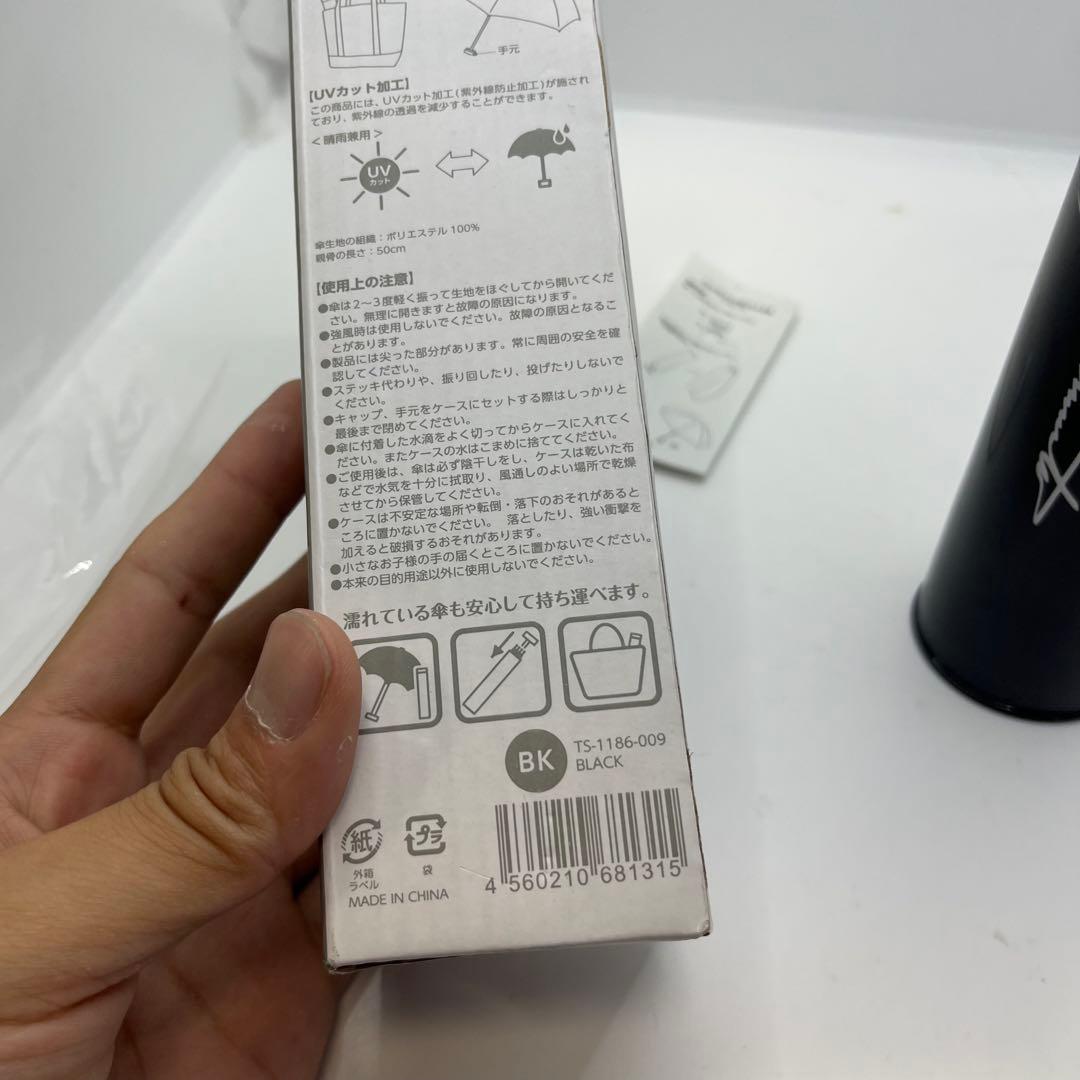 手元
【UVカット加工】
この商品には、UVカット加工(紫外線防止加工)が施され
ており、紫外線の透過を減少することができます。
＜晴雨兼用＞
UV
カット
傘生地の組織：ポリエステル 100%
親骨の長さ：50cm
【使用上の注意】
●傘は2〜3度軽く振って生地をほぐしてから開いてくだ
さい。無理に開きますと故障の原因になります。
●強風時は使用しないでください。故障の原因となるこ
とがあります。
●製品には尖った部分があります。常に周囲の安全を確
認してください。
●ステッキ代わりや、振り回したり、投げたりしないで
ください。
●キャップ、手元をケースにセットする際はしっかりと
最後まで閉めてください。
●傘に付着した水滴をよく切ってからケースに入れてく
ださい。またケースの水はこまめに捨ててください。
●ご使用後は、傘は必ず陰干しをし、ケースは乾いた布
などで水気を十分に拭取り、風通しのよい場所で乾燥
させてから保管してください。
●ケースは不安定な場所や転倒・落下のおそれがあると
ころに置かないでください。 落としたり、強い衝撃を
加えると破損するおそれがあります。
●小さなお子様の手の届くところに置かないでください。
●本来の目的用途以外に使用しないでください。
濡れている傘も安心して持ち運べます。
BK
TS-1186-009
BLACK
紙
プラ
外箱
ラベル
袋
MADE IN CHINA
4 560210 681315